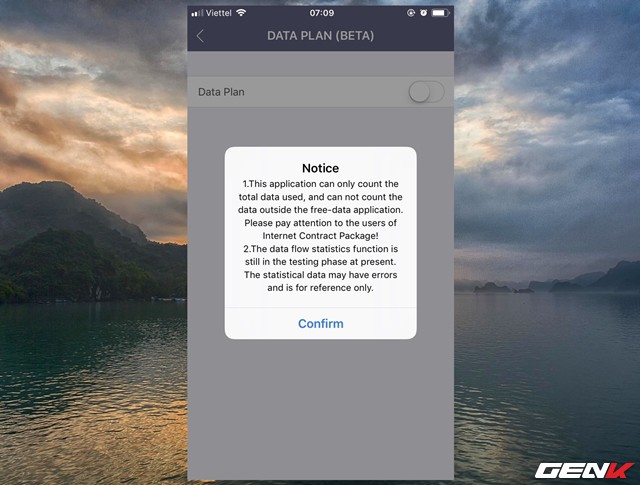 Viettel 07:09
DATA PLAN (BETA)
Data Plan
Notice
1.This application can only count the
total data used, and can not count the
data outside the free-data application.
Please pay attention to the users of
Internet Contract Package!
2.The data flow statistics function is
still in the testing phase at present.
The statistical data may have errors
and is for reference only.
Confirm
GENK